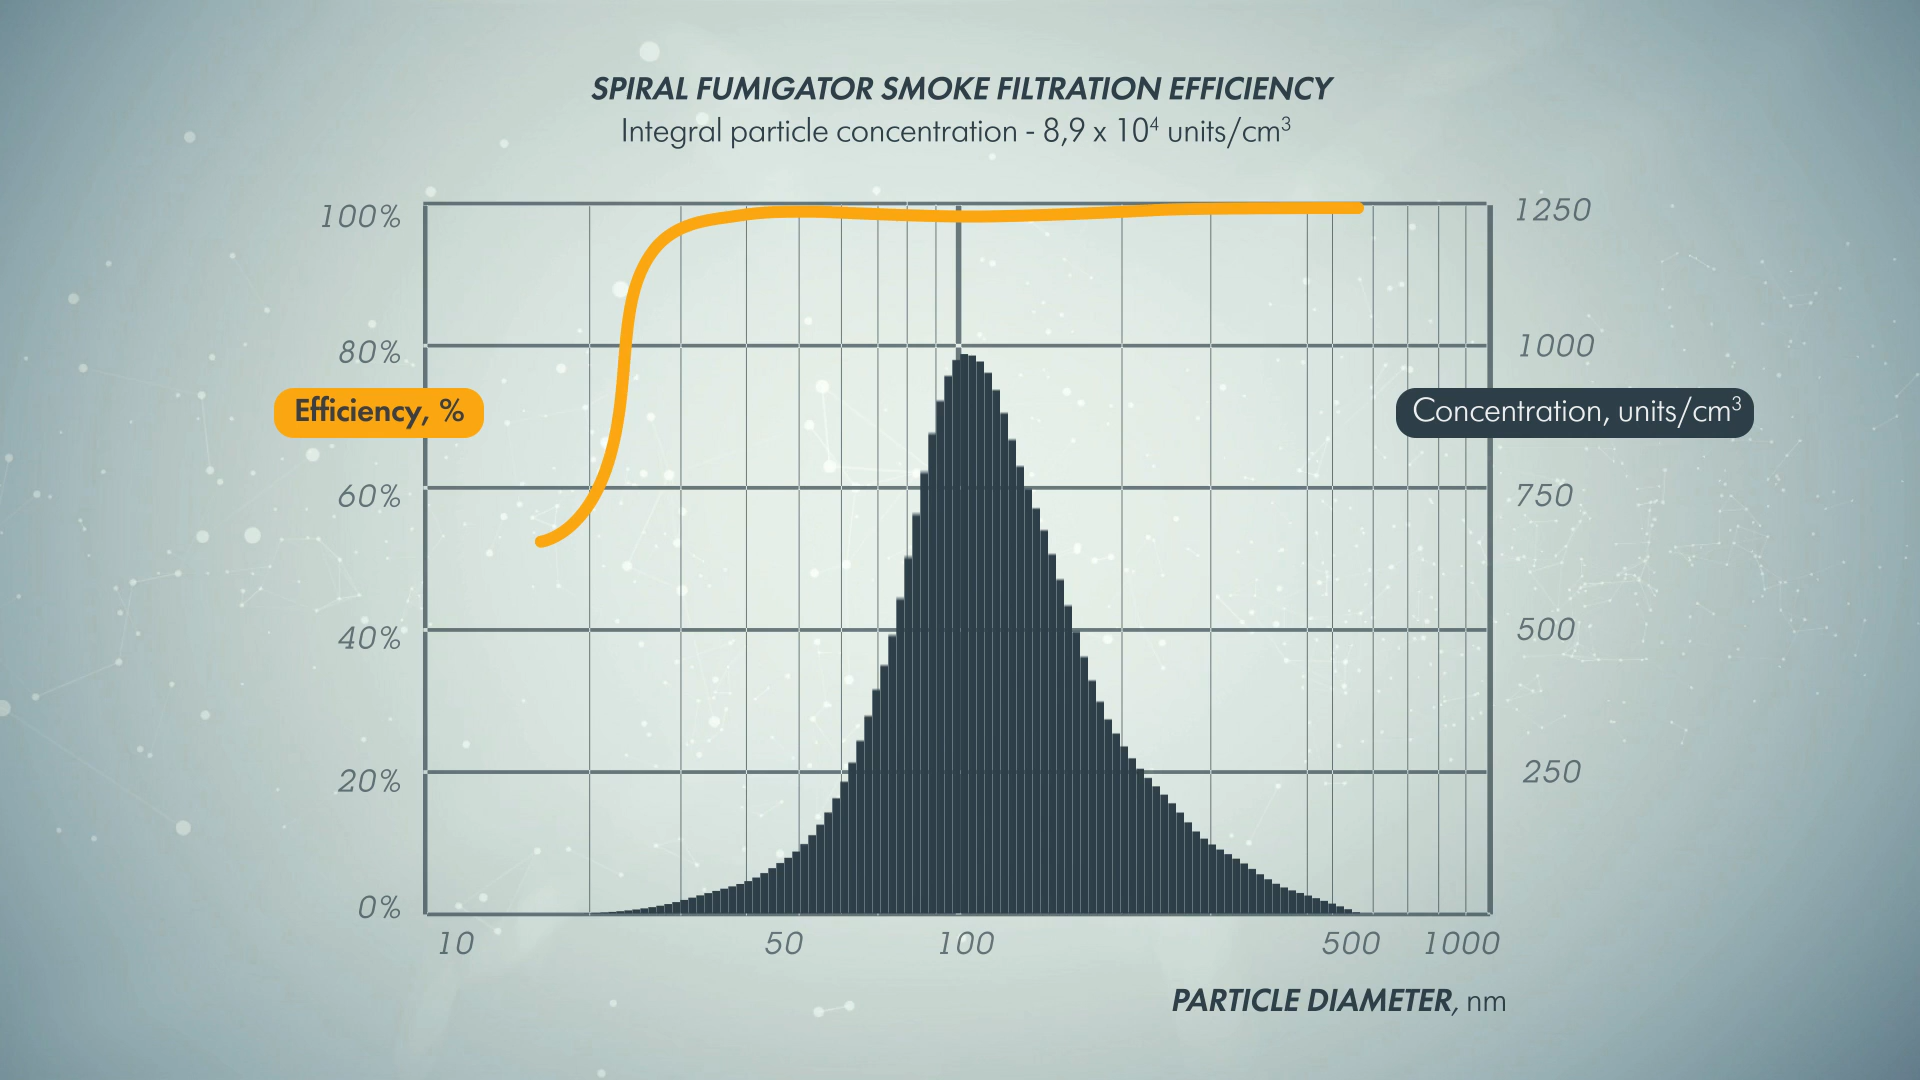 SPIRAL FUMIGATOR SMOKE FILTRATION EFFICIENCY
Integral particle concentration - 8,9 x 10⁴ units/cm³
100%
1250
80%
1000
Efficiency, %
Concentration, units/cm³
60%
750
40%
500
20%
250
0%
10 50 100 500 1000
PARTICLE DIAMETER, nm